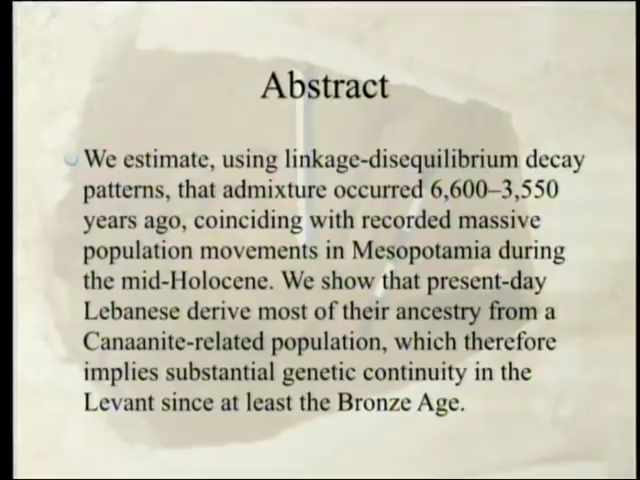 Abstract
We estimate, using linkage-disequilibrium decay
patterns, that admixture occurred 6,600–3,550
years ago, coinciding with recorded massive
population movements in Mesopotamia during
the mid-Holocene. We show that present-day
Lebanese derive most of their ancestry from a
Canaanite-related population, which therefore
implies substantial genetic continuity in the
Levant since at least the Bronze Age.